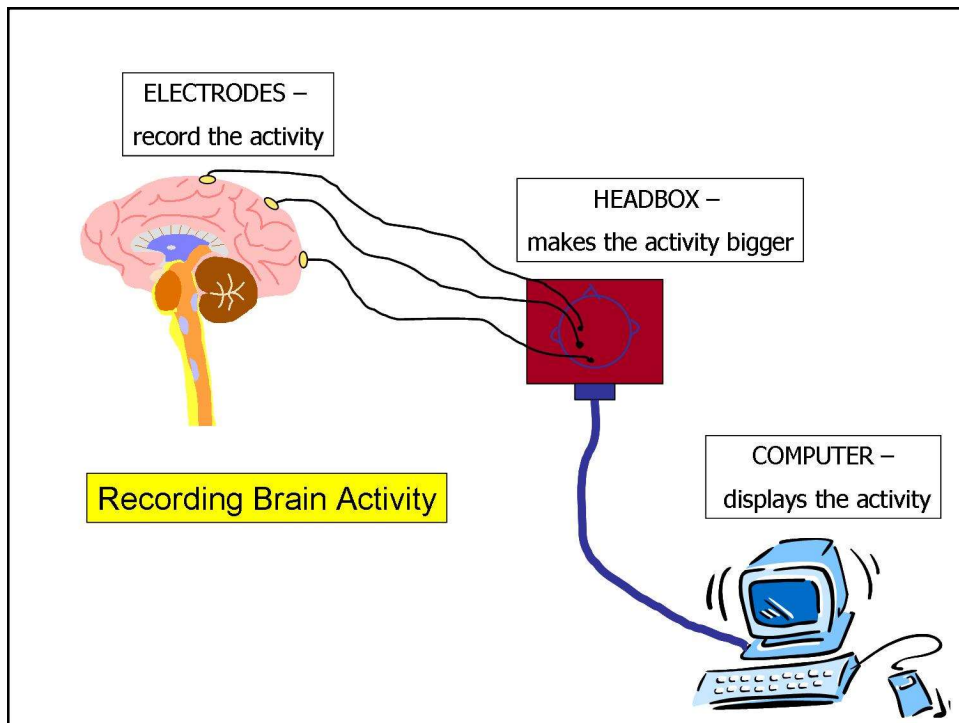 ELECTRODES –
record the activity
HEADBOX –
makes the activity bigger
Recording Brain Activity
COMPUTER –
displays the activity